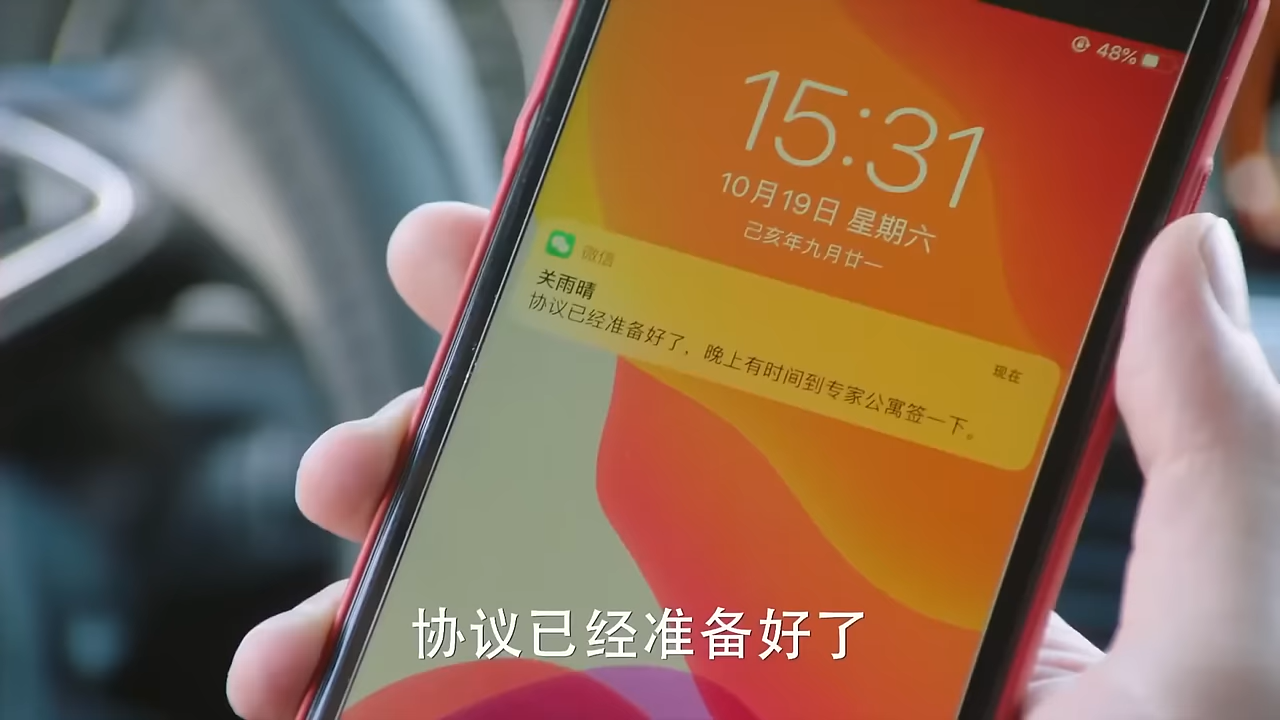 48%
15:31
10月19日 星期六
己亥年九月廿一
微信
现在
关雨晴
协议已经准备好了，晚上有时间到专家公寓签一下。
协议已经准备好了